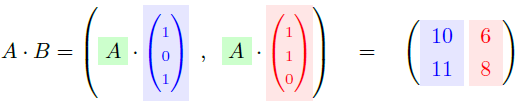 A · B = ( A · ( 1 0 1 ) , A · ( 1 1 0 ) ) = ( 10 6 11 8 )